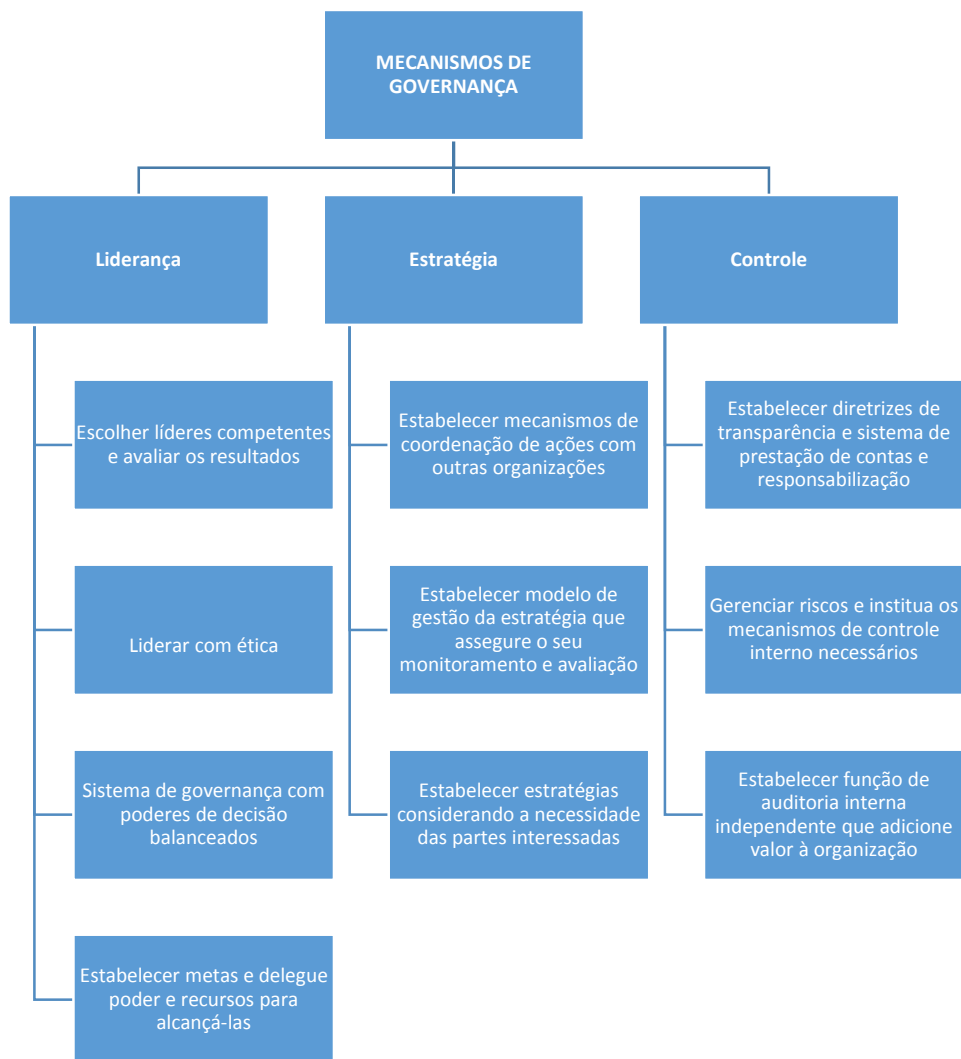 MECANISMOS DE
GOVERNANÇA
Liderança
Estratégia
Controle
Escolher líderes competentes
e avaliar os resultados
Estabelecer mecanismos de
coordenação de ações com
outras organizações
Estabelecer diretrizes de
transparência e sistema de
prestação de contas e
responsabilização
Liderar com ética
Estabelecer modelo de
gestão da estratégia que
assegure o seu
monitoramento e avaliação
Gerenciar riscos e institua os
mecanismos de controle
interno necessários
Sistema de governança com
poderes de decisão
balanceados
Estabelecer estratégias
considerando a necessidade
das partes interessadas
Estabelecer função de
auditoria interna
independente que adicione
valor à organização
Estabelecer metas e delegue
poder e recursos para
alcançá-las